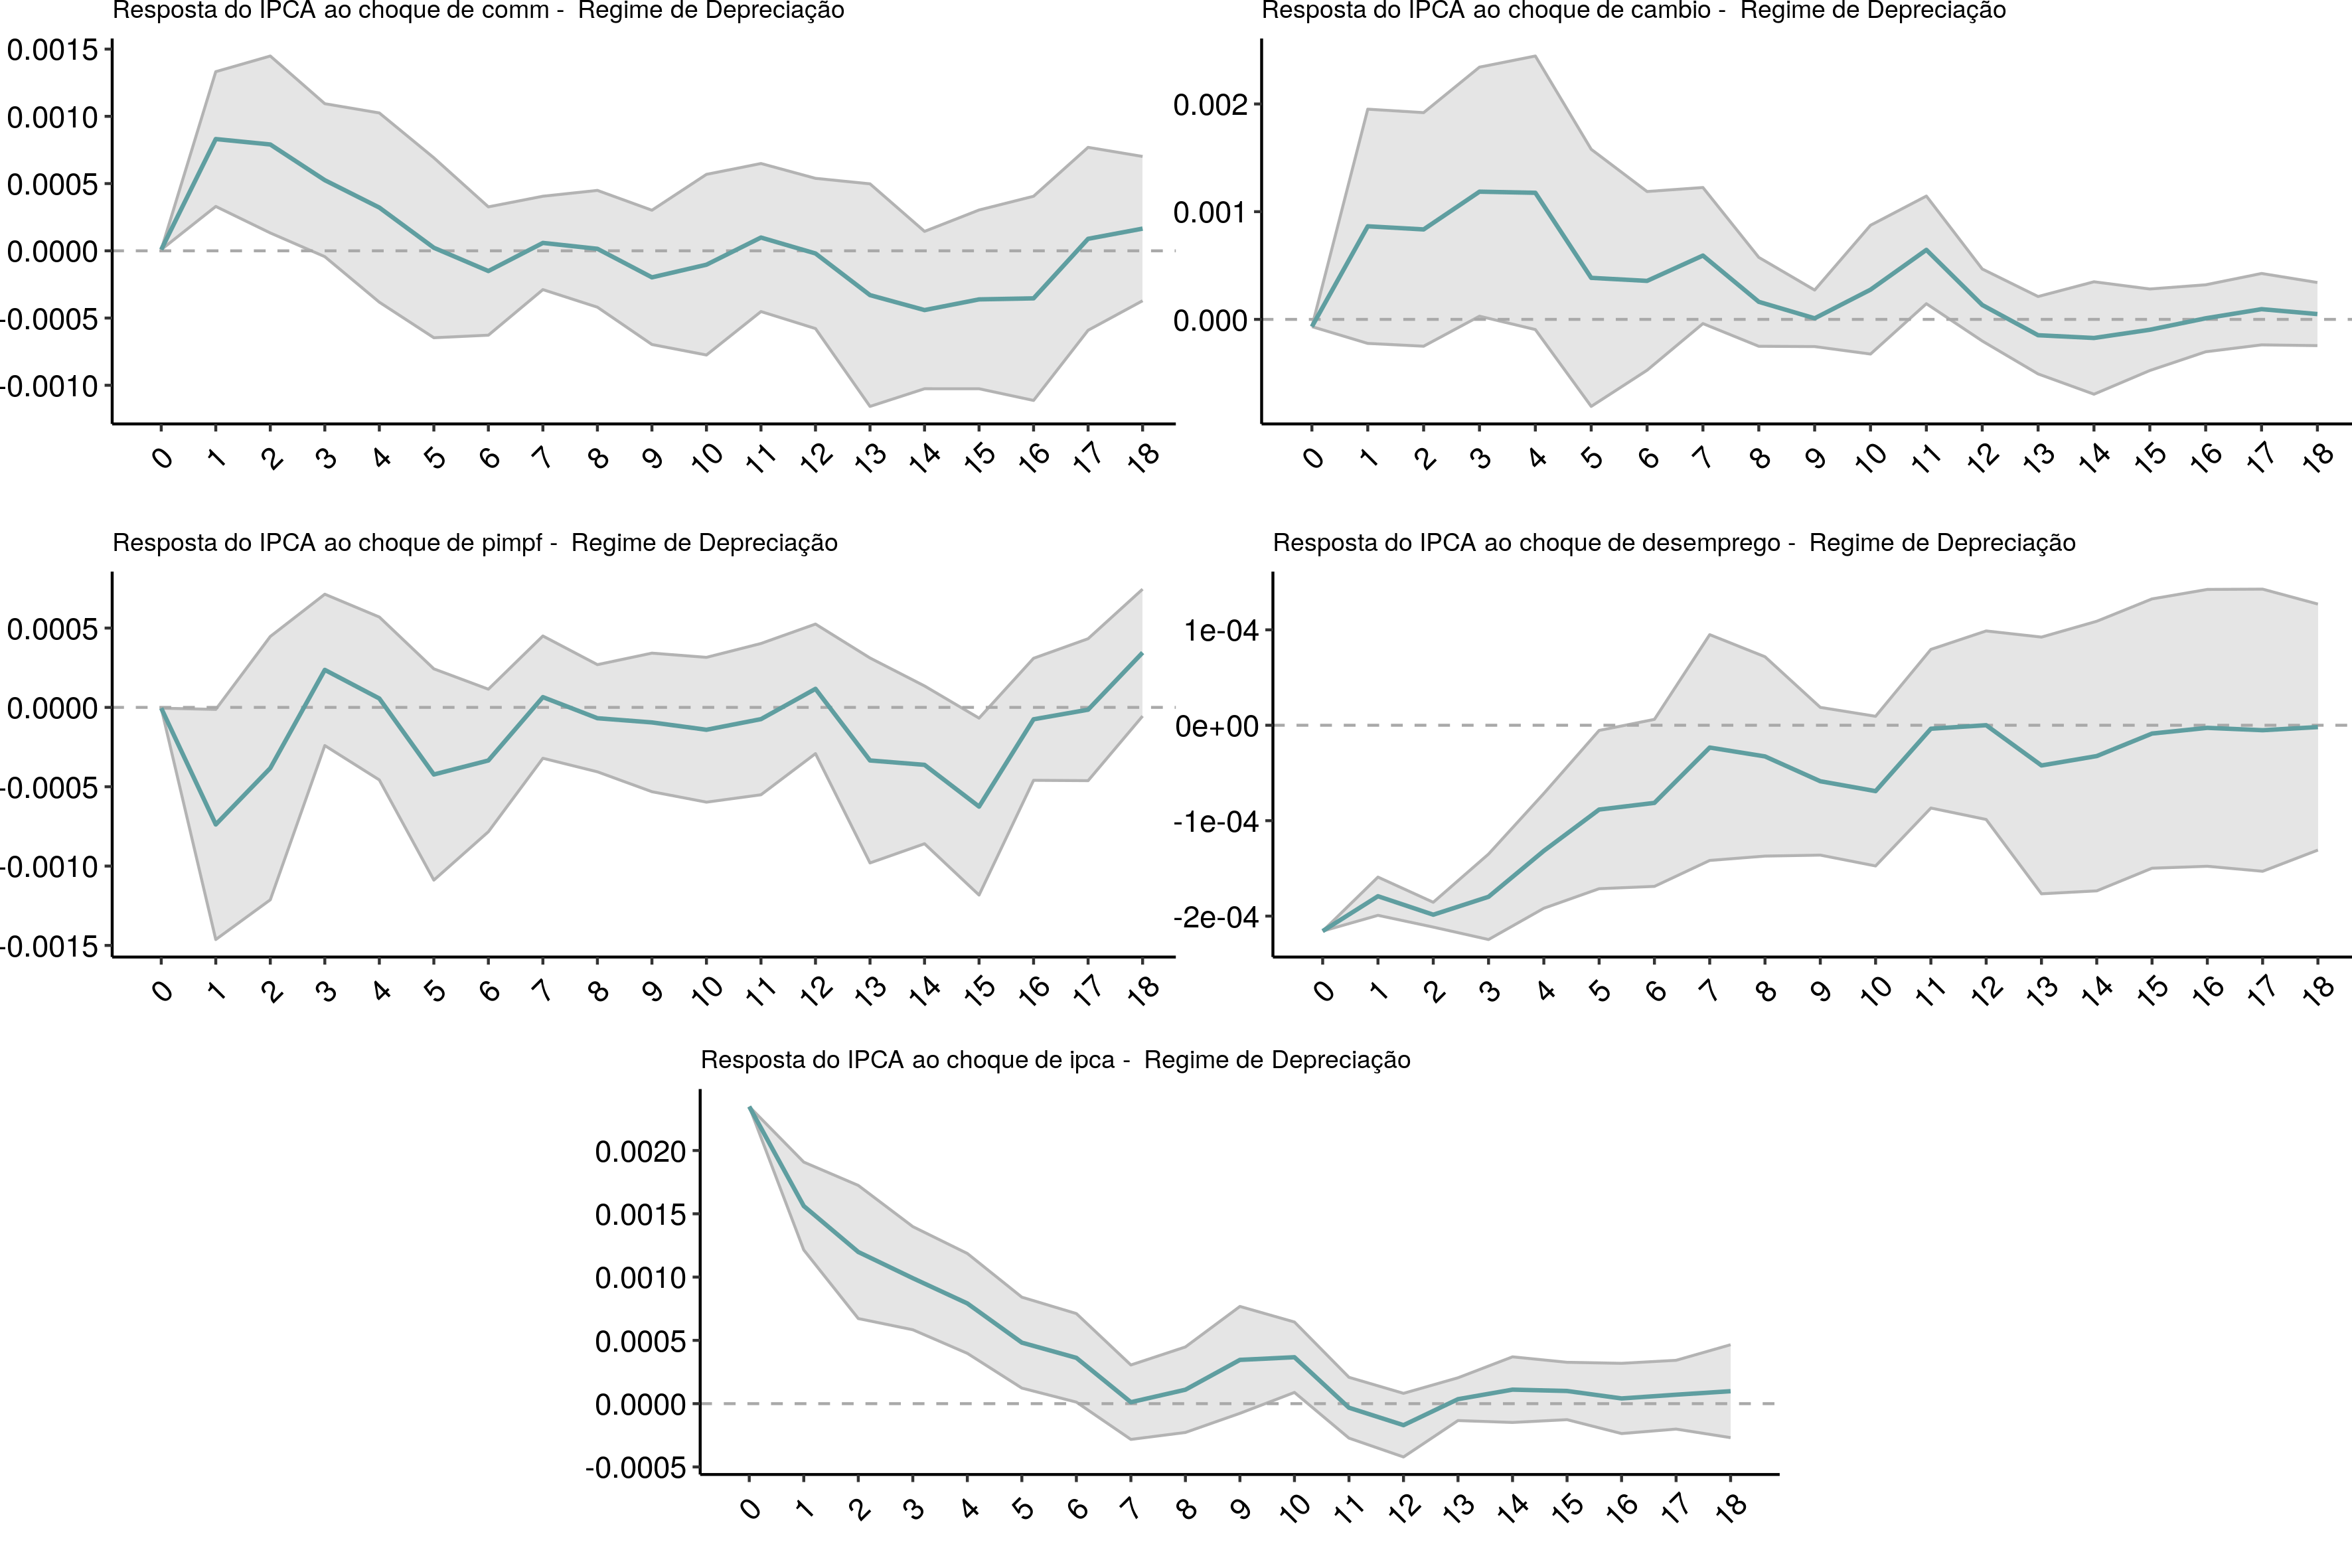 Resposta do IPCA ao choque de comm -  Regime de Depreciação
0.0015
0.0010
0.0005
0.0000
-0.0005
-0.0010
0 1 2 3 4 5 6 7 8 9 10 11 12 13 14 15 16 17 18
Resposta do IPCA ao choque de cambio -  Regime de Depreciação
0.002
0.001
0.000
0 1 2 3 4 5 6 7 8 9 10 11 12 13 14 15 16 17 18
Resposta do IPCA ao choque de pimpf -  Regime de Depreciação
0.0005
0.0000
-0.0005
-0.0010
-0.0015
0 1 2 3 4 5 6 7 8 9 10 11 12 13 14 15 16 17 18
Resposta do IPCA ao choque de desemprego -  Regime de Depreciação
1e-04
0e+00
-1e-04
-2e-04
0 1 2 3 4 5 6 7 8 9 10 11 12 13 14 15 16 17 18
Resposta do IPCA ao choque de ipca -  Regime de Depreciação
0.0020
0.0015
0.0010
0.0005
0.0000
-0.0005
0 1 2 3 4 5 6 7 8 9 10 11 12 13 14 15 16 17 18